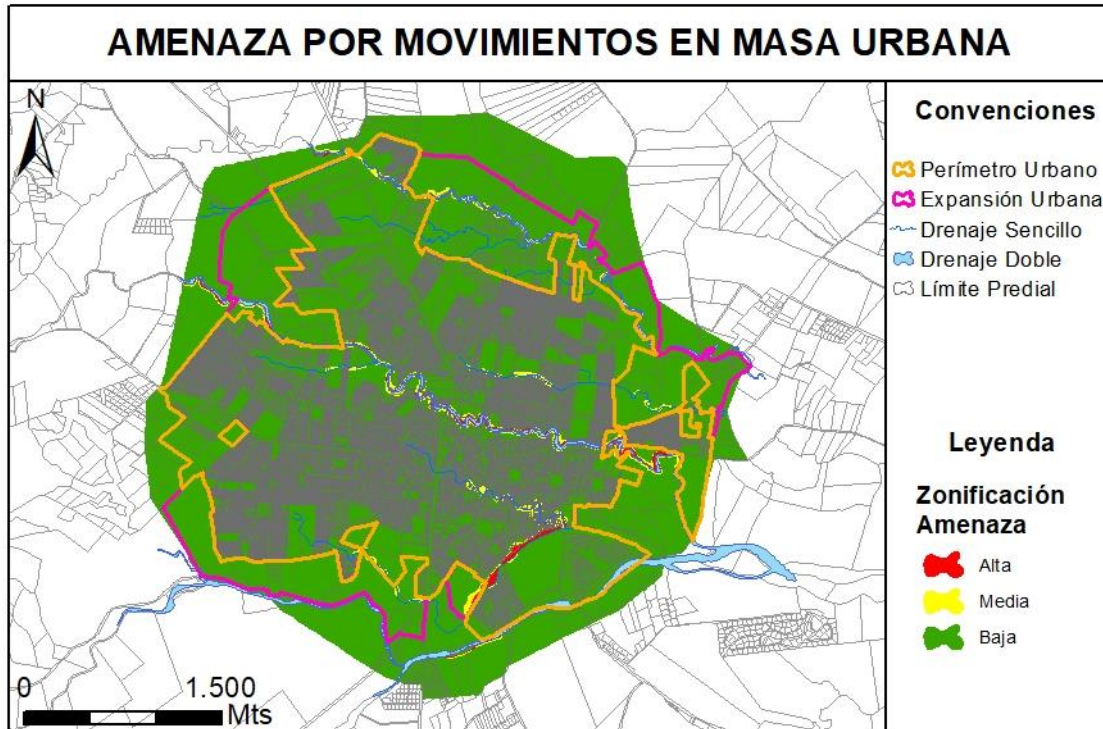 AMENAZA POR MOVIMIENTOS EN MASA URBANA
N
0 1.500
Mts
Convenciones
Perímetro Urbano
Expansión Urbana
Drenaje Sencillo
Drenaje Doble
Límite Predial
Leyenda
Zonificación
Amenaza
Alta
Media
Baja